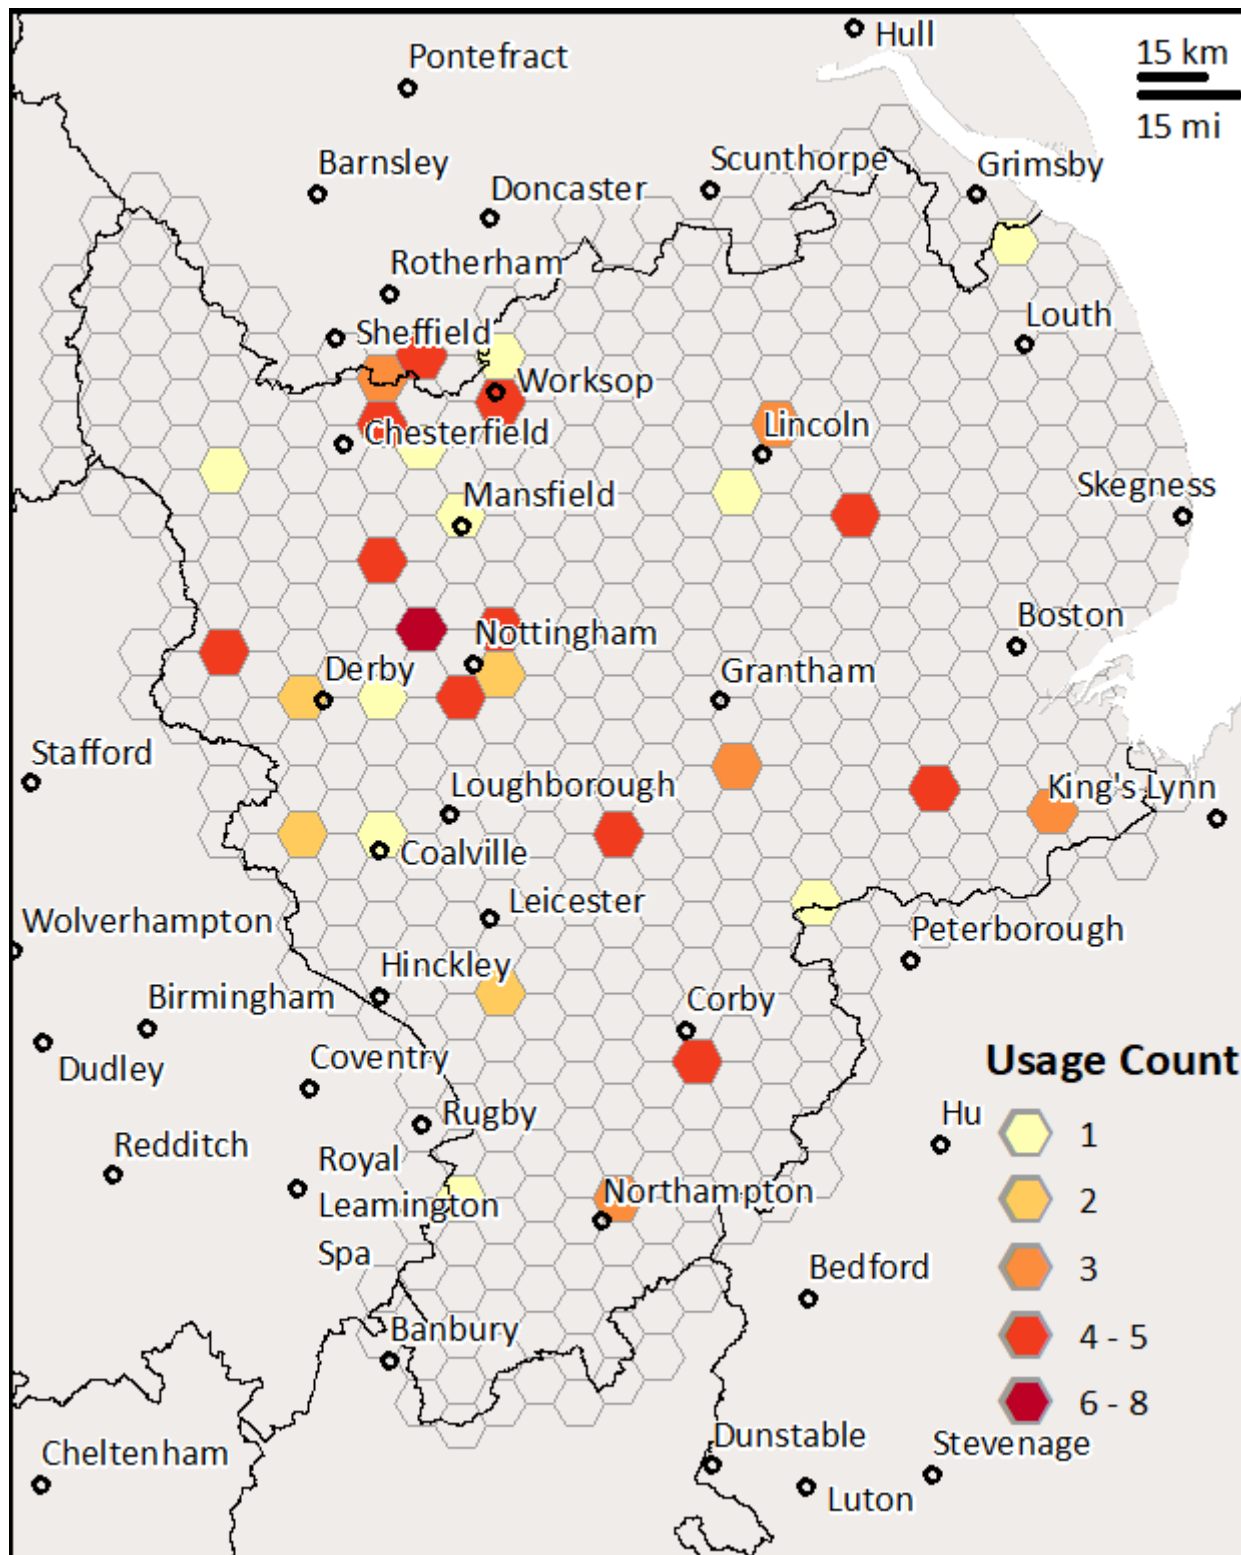 Hull
15 km
Pontefract
15 mi
Barnsley
Scunthorpe
Grimsby
Doncaster
Rotherham
Louth
Sheffield
Worksop
Lincoln
Chesterfield
Skegness
Mansfield
Boston
Nottingham
Derby
Grantham
Stafford
Loughborough
King's Lynn
Coalville
Leicester
Wolverhampton
Peterborough
Hinckley
Birmingham
Corby
Dudley
Coventry
Usage Count
Rugby
Hu
1
Redditch
Royal
Leamington
Spa
Northampton
2
Bedford
3
Banbury
4 - 5
6 - 8
Dunstable
Stevenage
Cheltenham
Luton